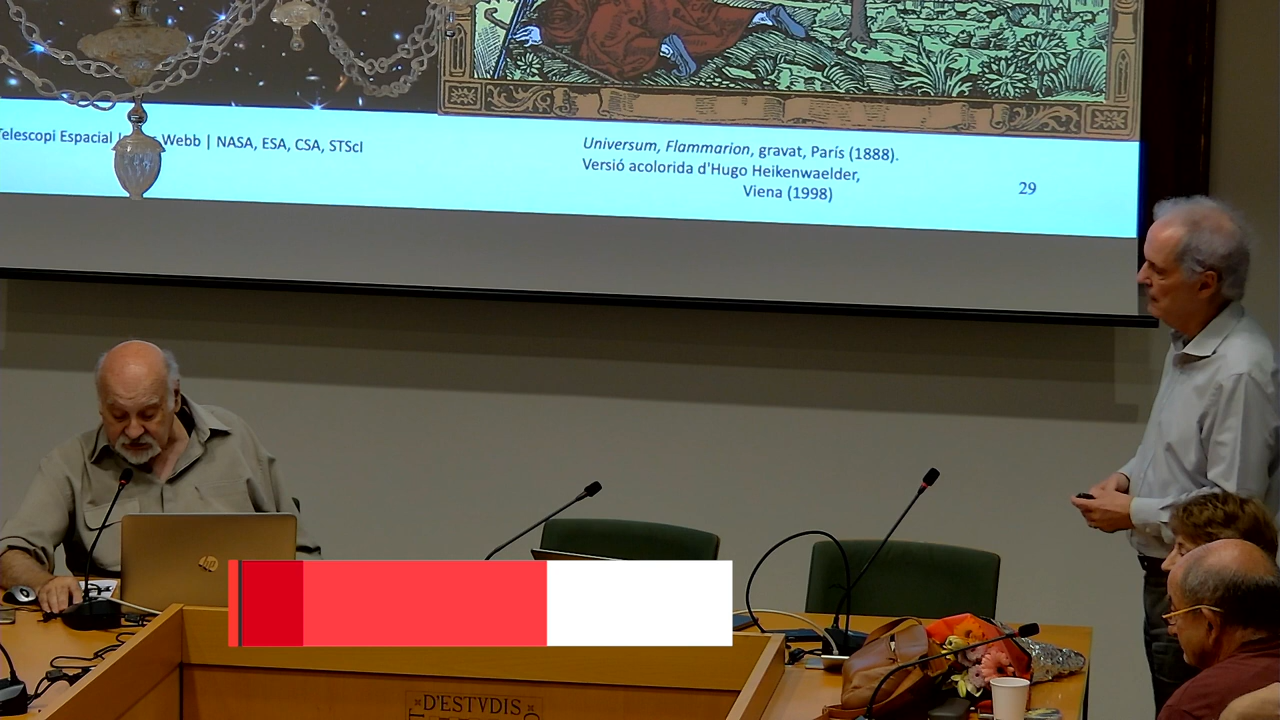 Telescopi Espacial Webb | NASA, ESA, CSA, STScI
Universum, Flammarion, gravat, París (1888).
Versió acolorida d'Hugo Heikenwaelder,
Viena (1998)
29
hp
D'ESTVDIS